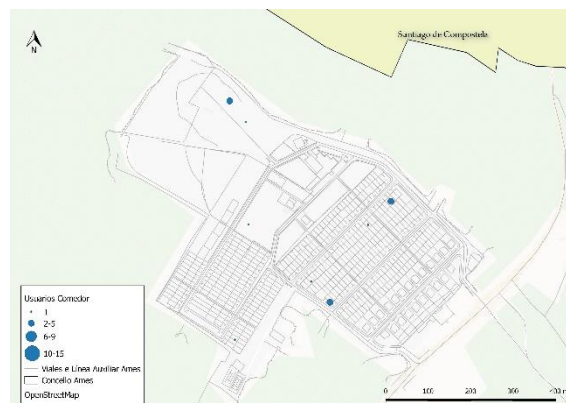 Santiago de Compostela
N
Usuarios Comedor
1
2-5
6-9
10-15
Viales e Línea Auxiliar Ames
Concello Ames
OpenStreetMap
0 100 200 300 400 m